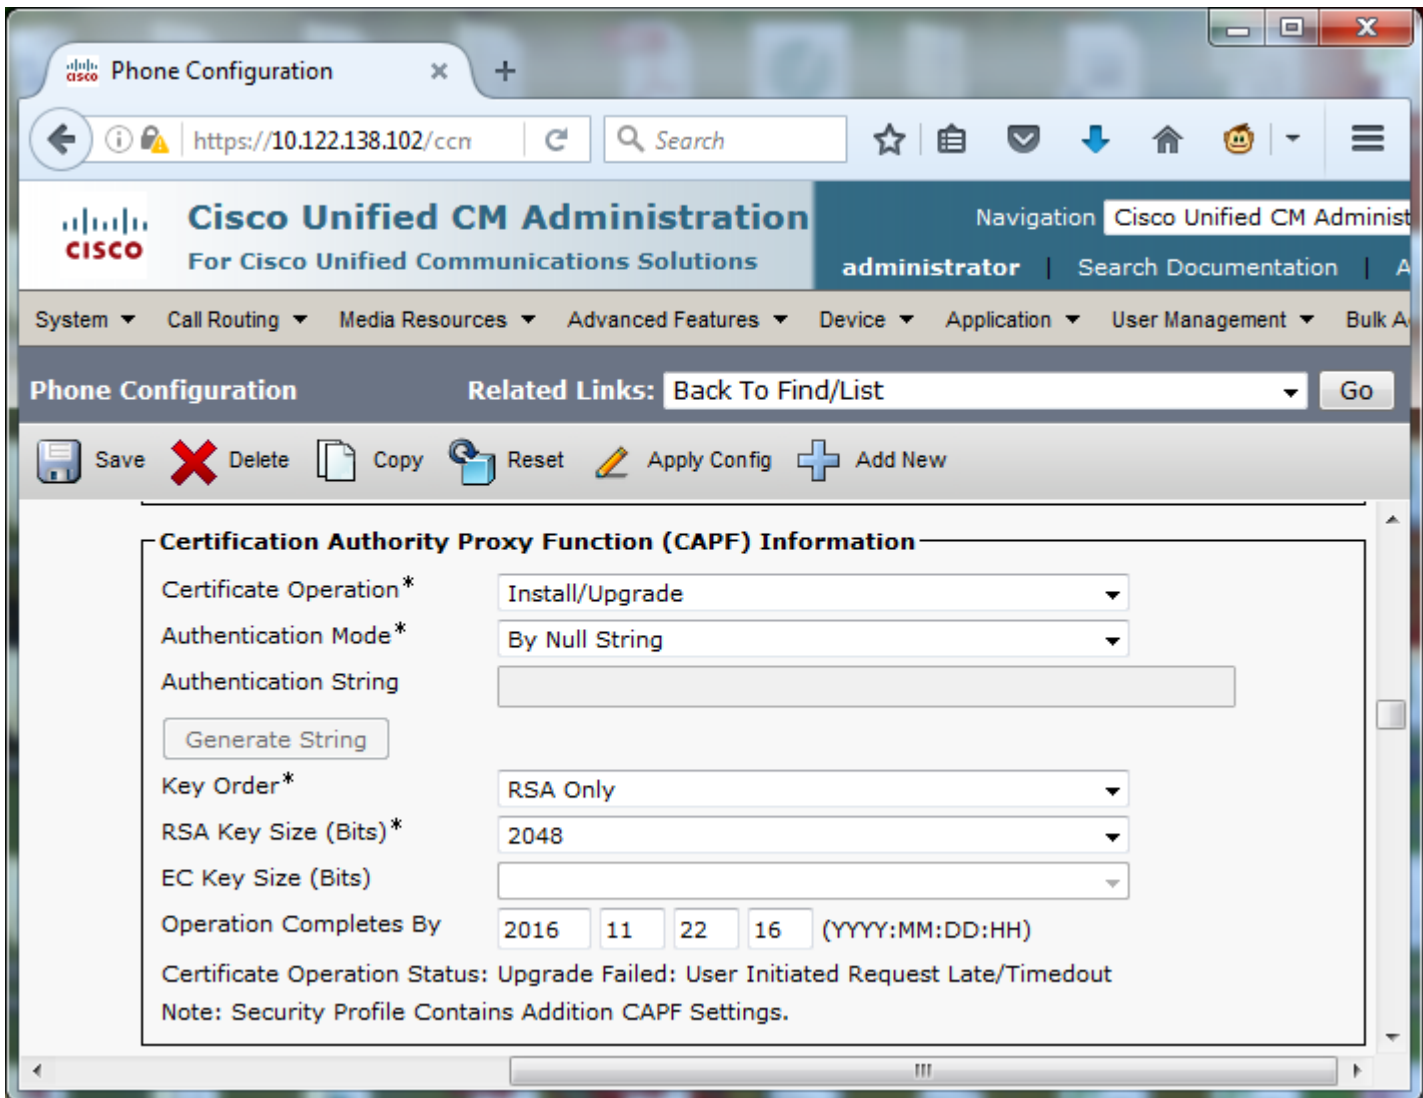 Phone Configuration
https://10.122.138.102/ccn
Search
CISCO
Cisco Unified CM Administration
For Cisco Unified Communications Solutions
Navigation Cisco Unified CM Administ
administrator | Search Documentation | A
System Call Routing Media Resources Advanced Features Device Application User Management Bulk A
Phone Configuration Related Links: Back To Find/List Go
Save Delete Copy Reset Apply Config Add New
Certification Authority Proxy Function (CAPF) Information
Certificate Operation* Install/Upgrade
Authentication Mode* By Null String
Authentication String
Generate String
Key Order* RSA Only
RSA Key Size (Bits)* 2048
EC Key Size (Bits)
Operation Completes By 2016 11 22 16 (YYYY:MM:DD:HH)
Certificate Operation Status: Upgrade Failed: User Initiated Request Late/Timedout
Note: Security Profile Contains Addition CAPF Settings.